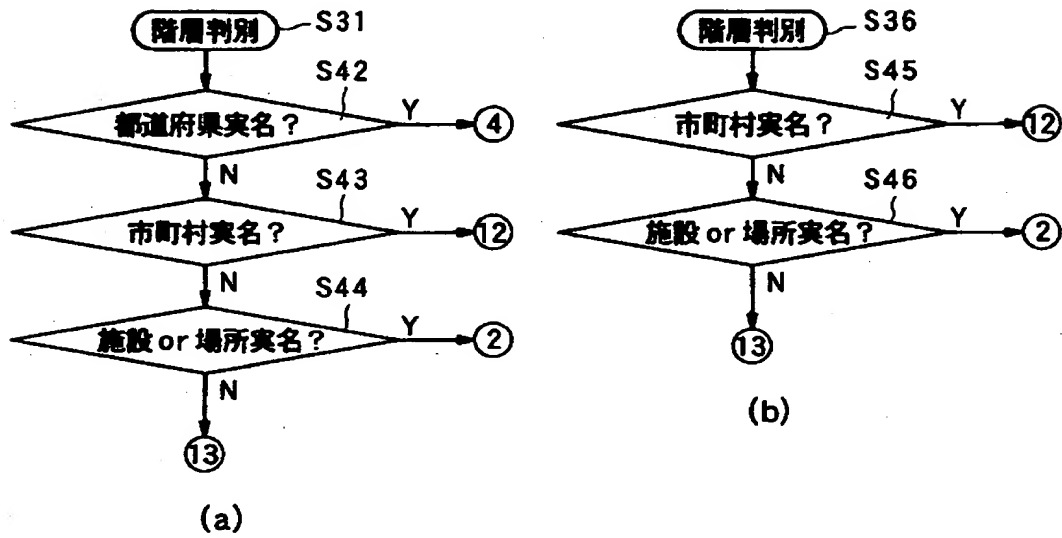 階層判別 S31
S42
都道府県実名? Y ④
N
S43
市町村実名? Y ⑫
N
S44
施設 or 場所実名? Y ②
N
⑬
(a)
階層判別 S36
S45
市町村実名? Y ⑫
N
S46
施設 or 場所実名? Y ②
N
⑬
(b)